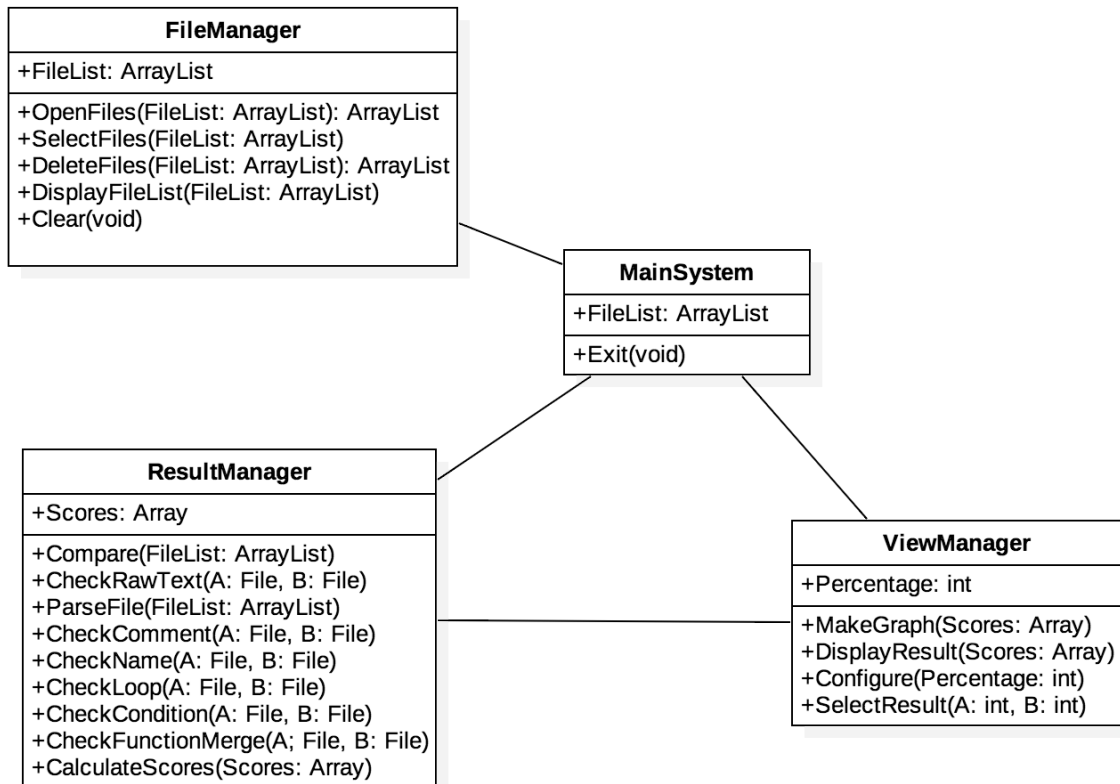 FileManager
+FileList: ArrayList
+OpenFiles(FileList: ArrayList): ArrayList
+SelectFiles(FileList: ArrayList)
+DeleteFiles(FileList: ArrayList): ArrayList
+DisplayFileList(FileList: ArrayList)
+Clear(void)
MainSystem
+FileList: ArrayList
+Exit(void)
ResultManager
+Scores: Array
+Compare(FileList: ArrayList)
+CheckRawText(A: File, B: File)
+ParseFile(FileList: ArrayList)
+CheckComment(A: File, B: File)
+CheckName(A: File, B: File)
+CheckLoop(A: File, B: File)
+CheckCondition(A: File, B: File)
+CheckFunctionMerge(A; File, B: File)
+CalculateScores(Scores: Array)
ViewManager
+Percentage: int
+MakeGraph(Scores: Array)
+DisplayResult(Scores: Array)
+Configure(Percentage: int)
+SelectResult(A: int, B: int)